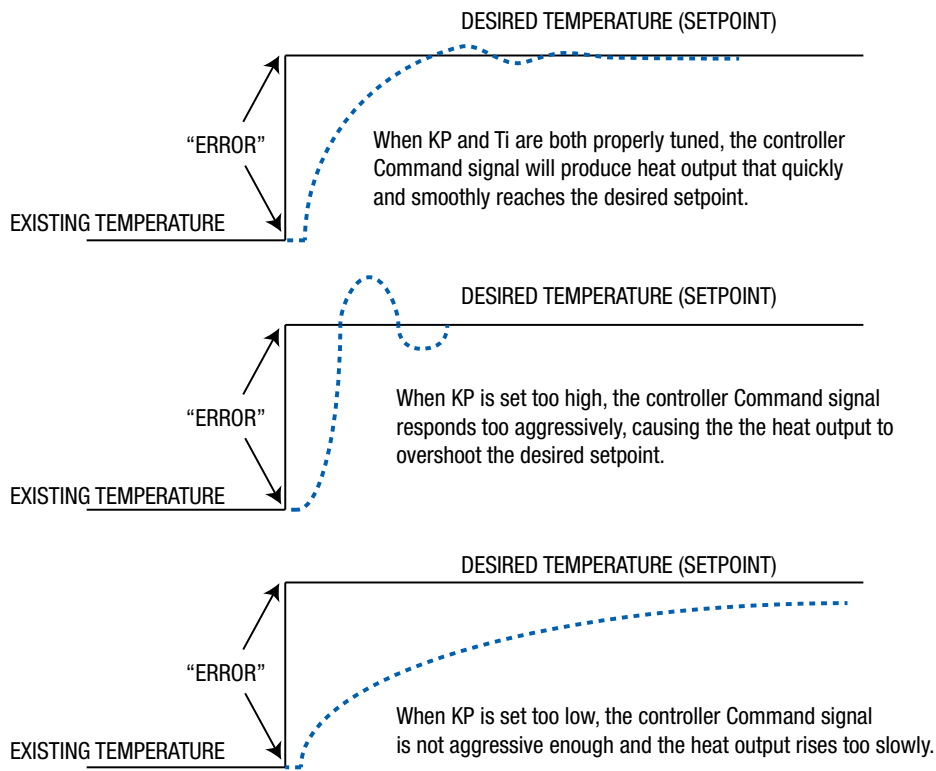 DESIRED TEMPERATURE (SETPOINT)
“ERROR”
When KP and Ti are both properly tuned, the controller
Command signal will produce heat output that quickly
and smoothly reaches the desired setpoint.
EXISTING TEMPERATURE
DESIRED TEMPERATURE (SETPOINT)
“ERROR”
When KP is set too high, the controller Command signal
responds too aggressively, causing the the heat output to
overshoot the desired setpoint.
EXISTING TEMPERATURE
DESIRED TEMPERATURE (SETPOINT)
“ERROR”
When KP is set too low, the controller Command signal
is not aggressive enough and the heat output rises too slowly.
EXISTING TEMPERATURE